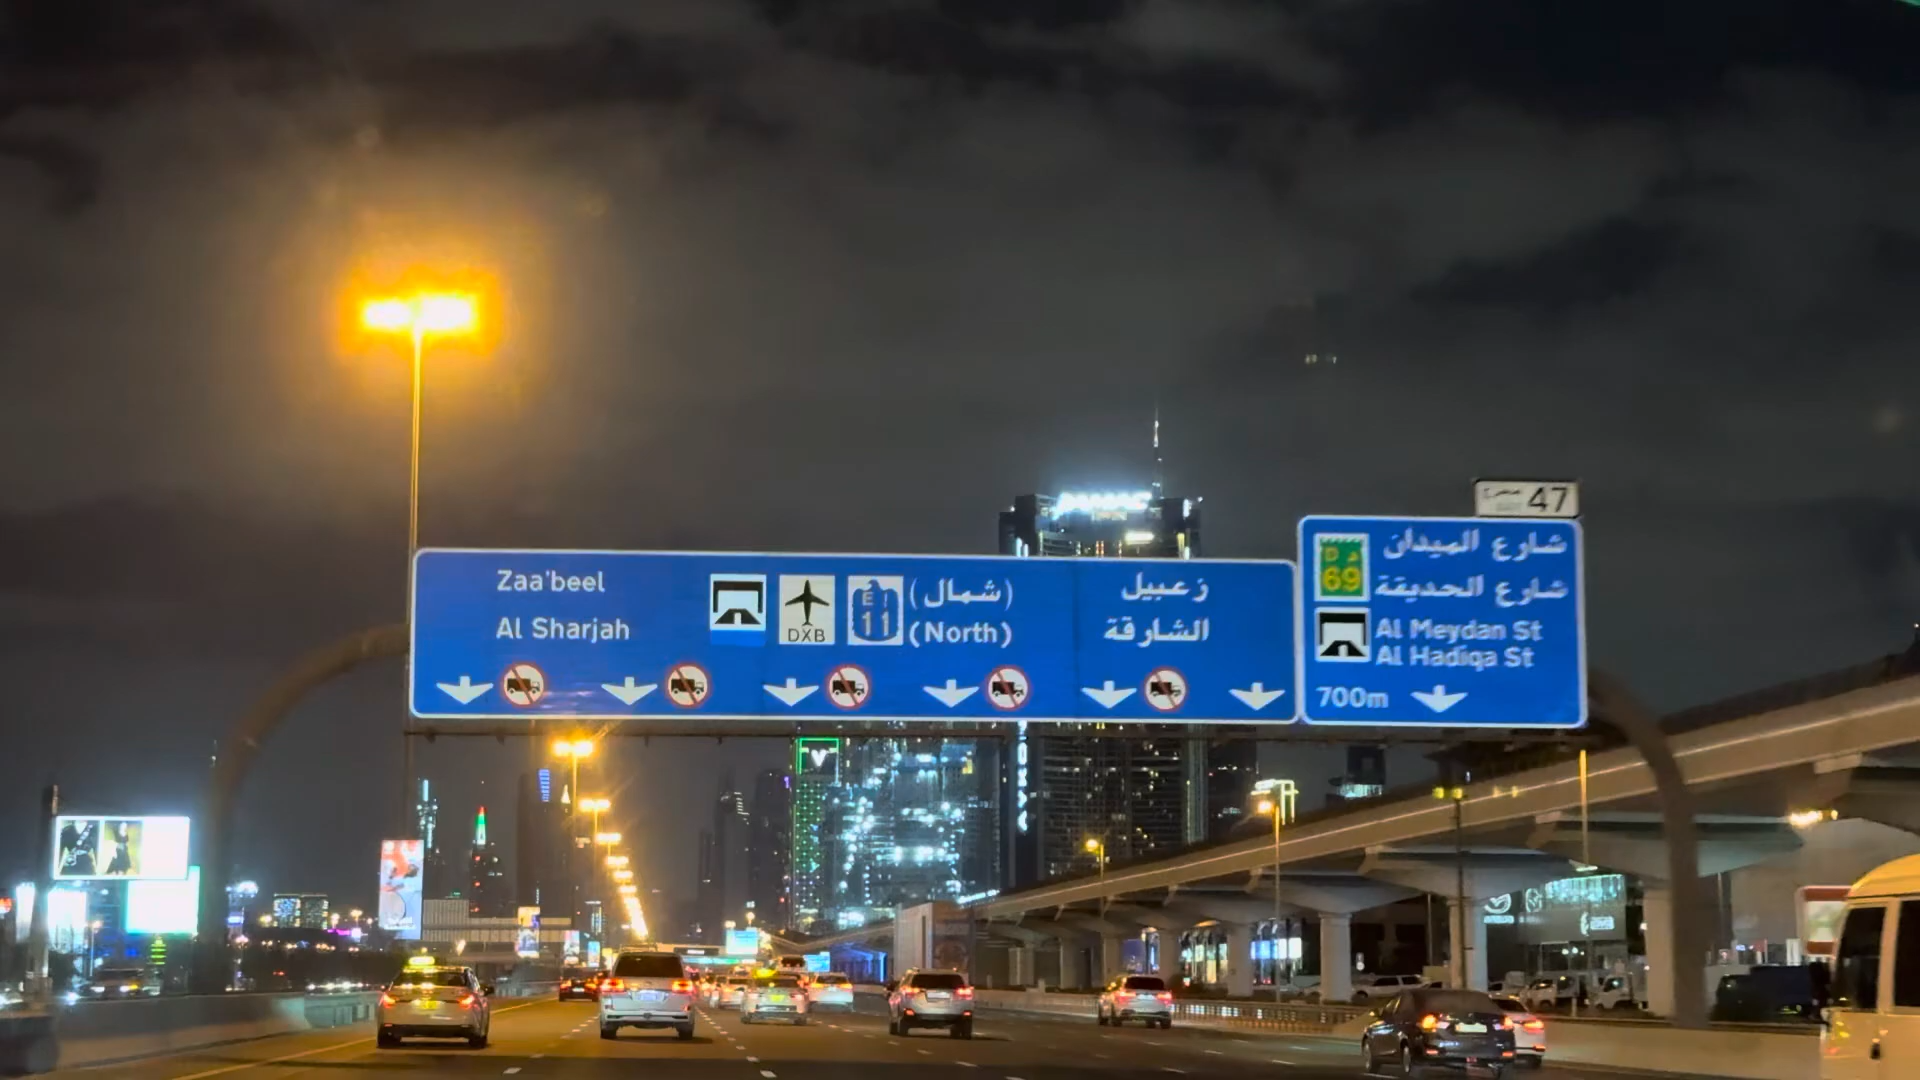 47
Zaa'beel
Al Sharjah
DXB
E 11
(شمال)
(North)
زعبيل
الشارقة
D د
69
شارع الميدان
شارع الحديقة
Al Meydan St
Al Hadiqa St
700m